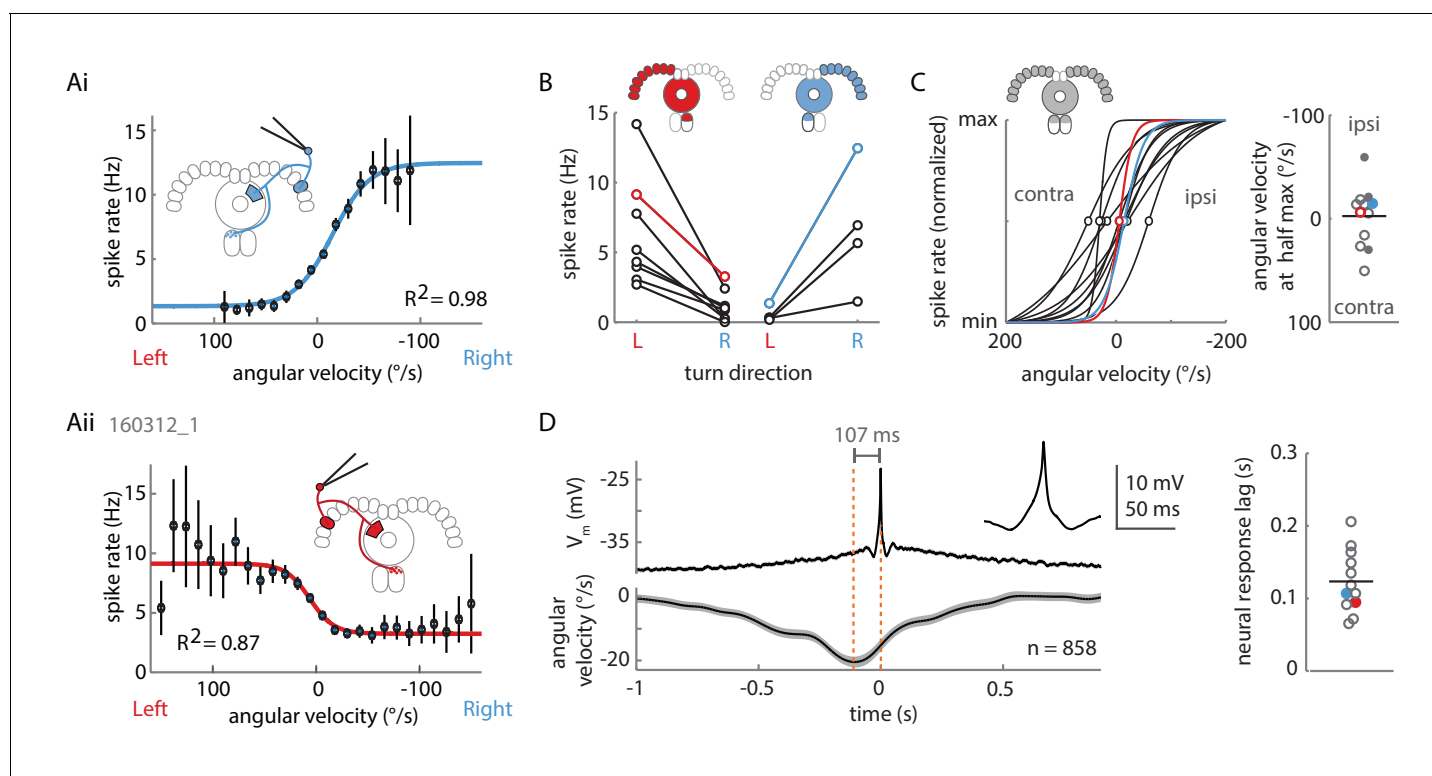 Ai
spike rate (Hz)
15
10
5
0
R² = 0.98
100
0
-100
Left
Right
angular velocity (°/s)
Aii
160312_1
spike rate (Hz)
15
10
5
0
R² = 0.87
100
0
-100
Left
Right
angular velocity (°/s)
B
spike rate (Hz)
15
10
5
0
L
R
L
R
turn direction
C
spike rate (normalized)
max
min
contra
ipsi
200
0
-200
angular velocity (°/s)
angular velocity
at half max (°/s)
-100
0
100
ipsi
contra
D
107 ms
Vm (mV)
-25
-35
10 mV
50 ms
angular
velocity (°/s)
0
-20
n = 858
-1
-0.5
0
0.5
time (s)
neural response lag (s)
0.3
0.2
0.1
0